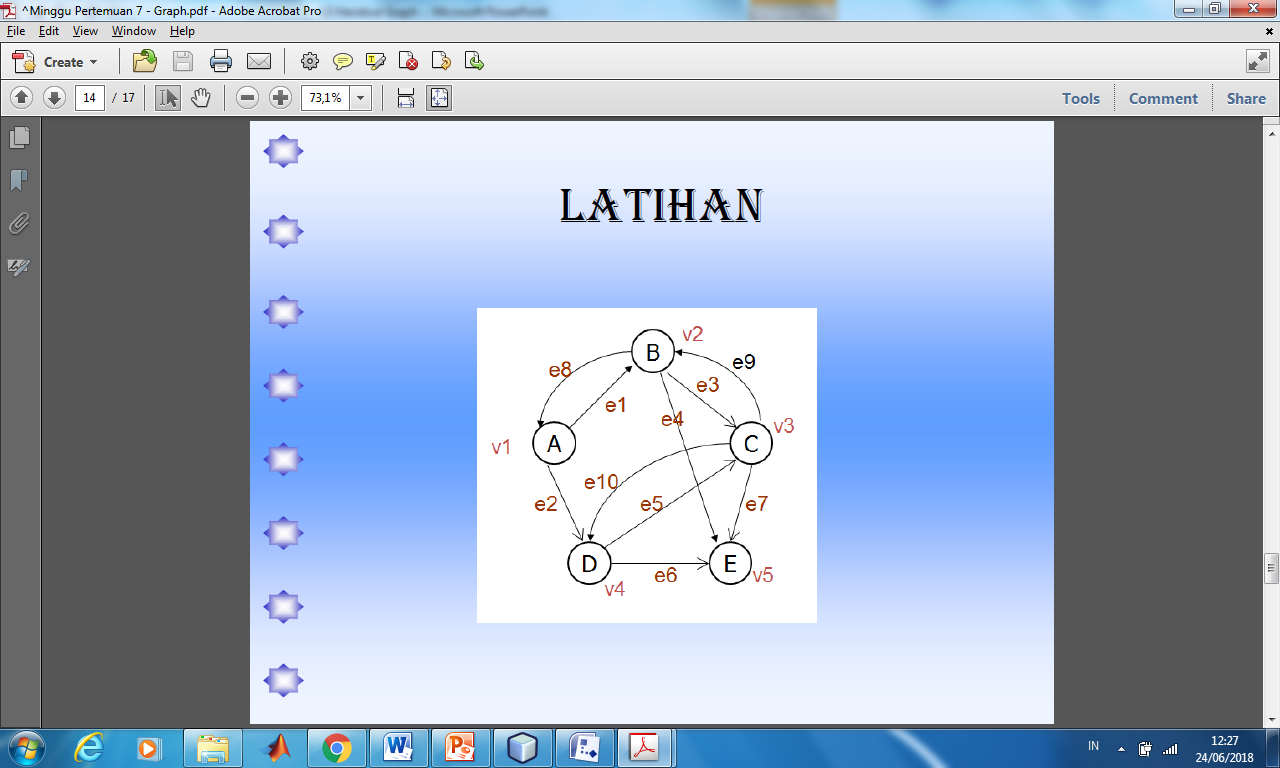 ^Minggu Pertemuan 7 - Graph.pdf - Adobe Acrobat Pro
File Edit View Window Help
Create
14 / 17 73,1% Tools Comment Share
LATIHAN
B v2
e8 e9
e1 e3
e4
v1 A C v3
e10
e2 e5 e7
D E
e6
v4 v5
IN 12:27
24/06/2018